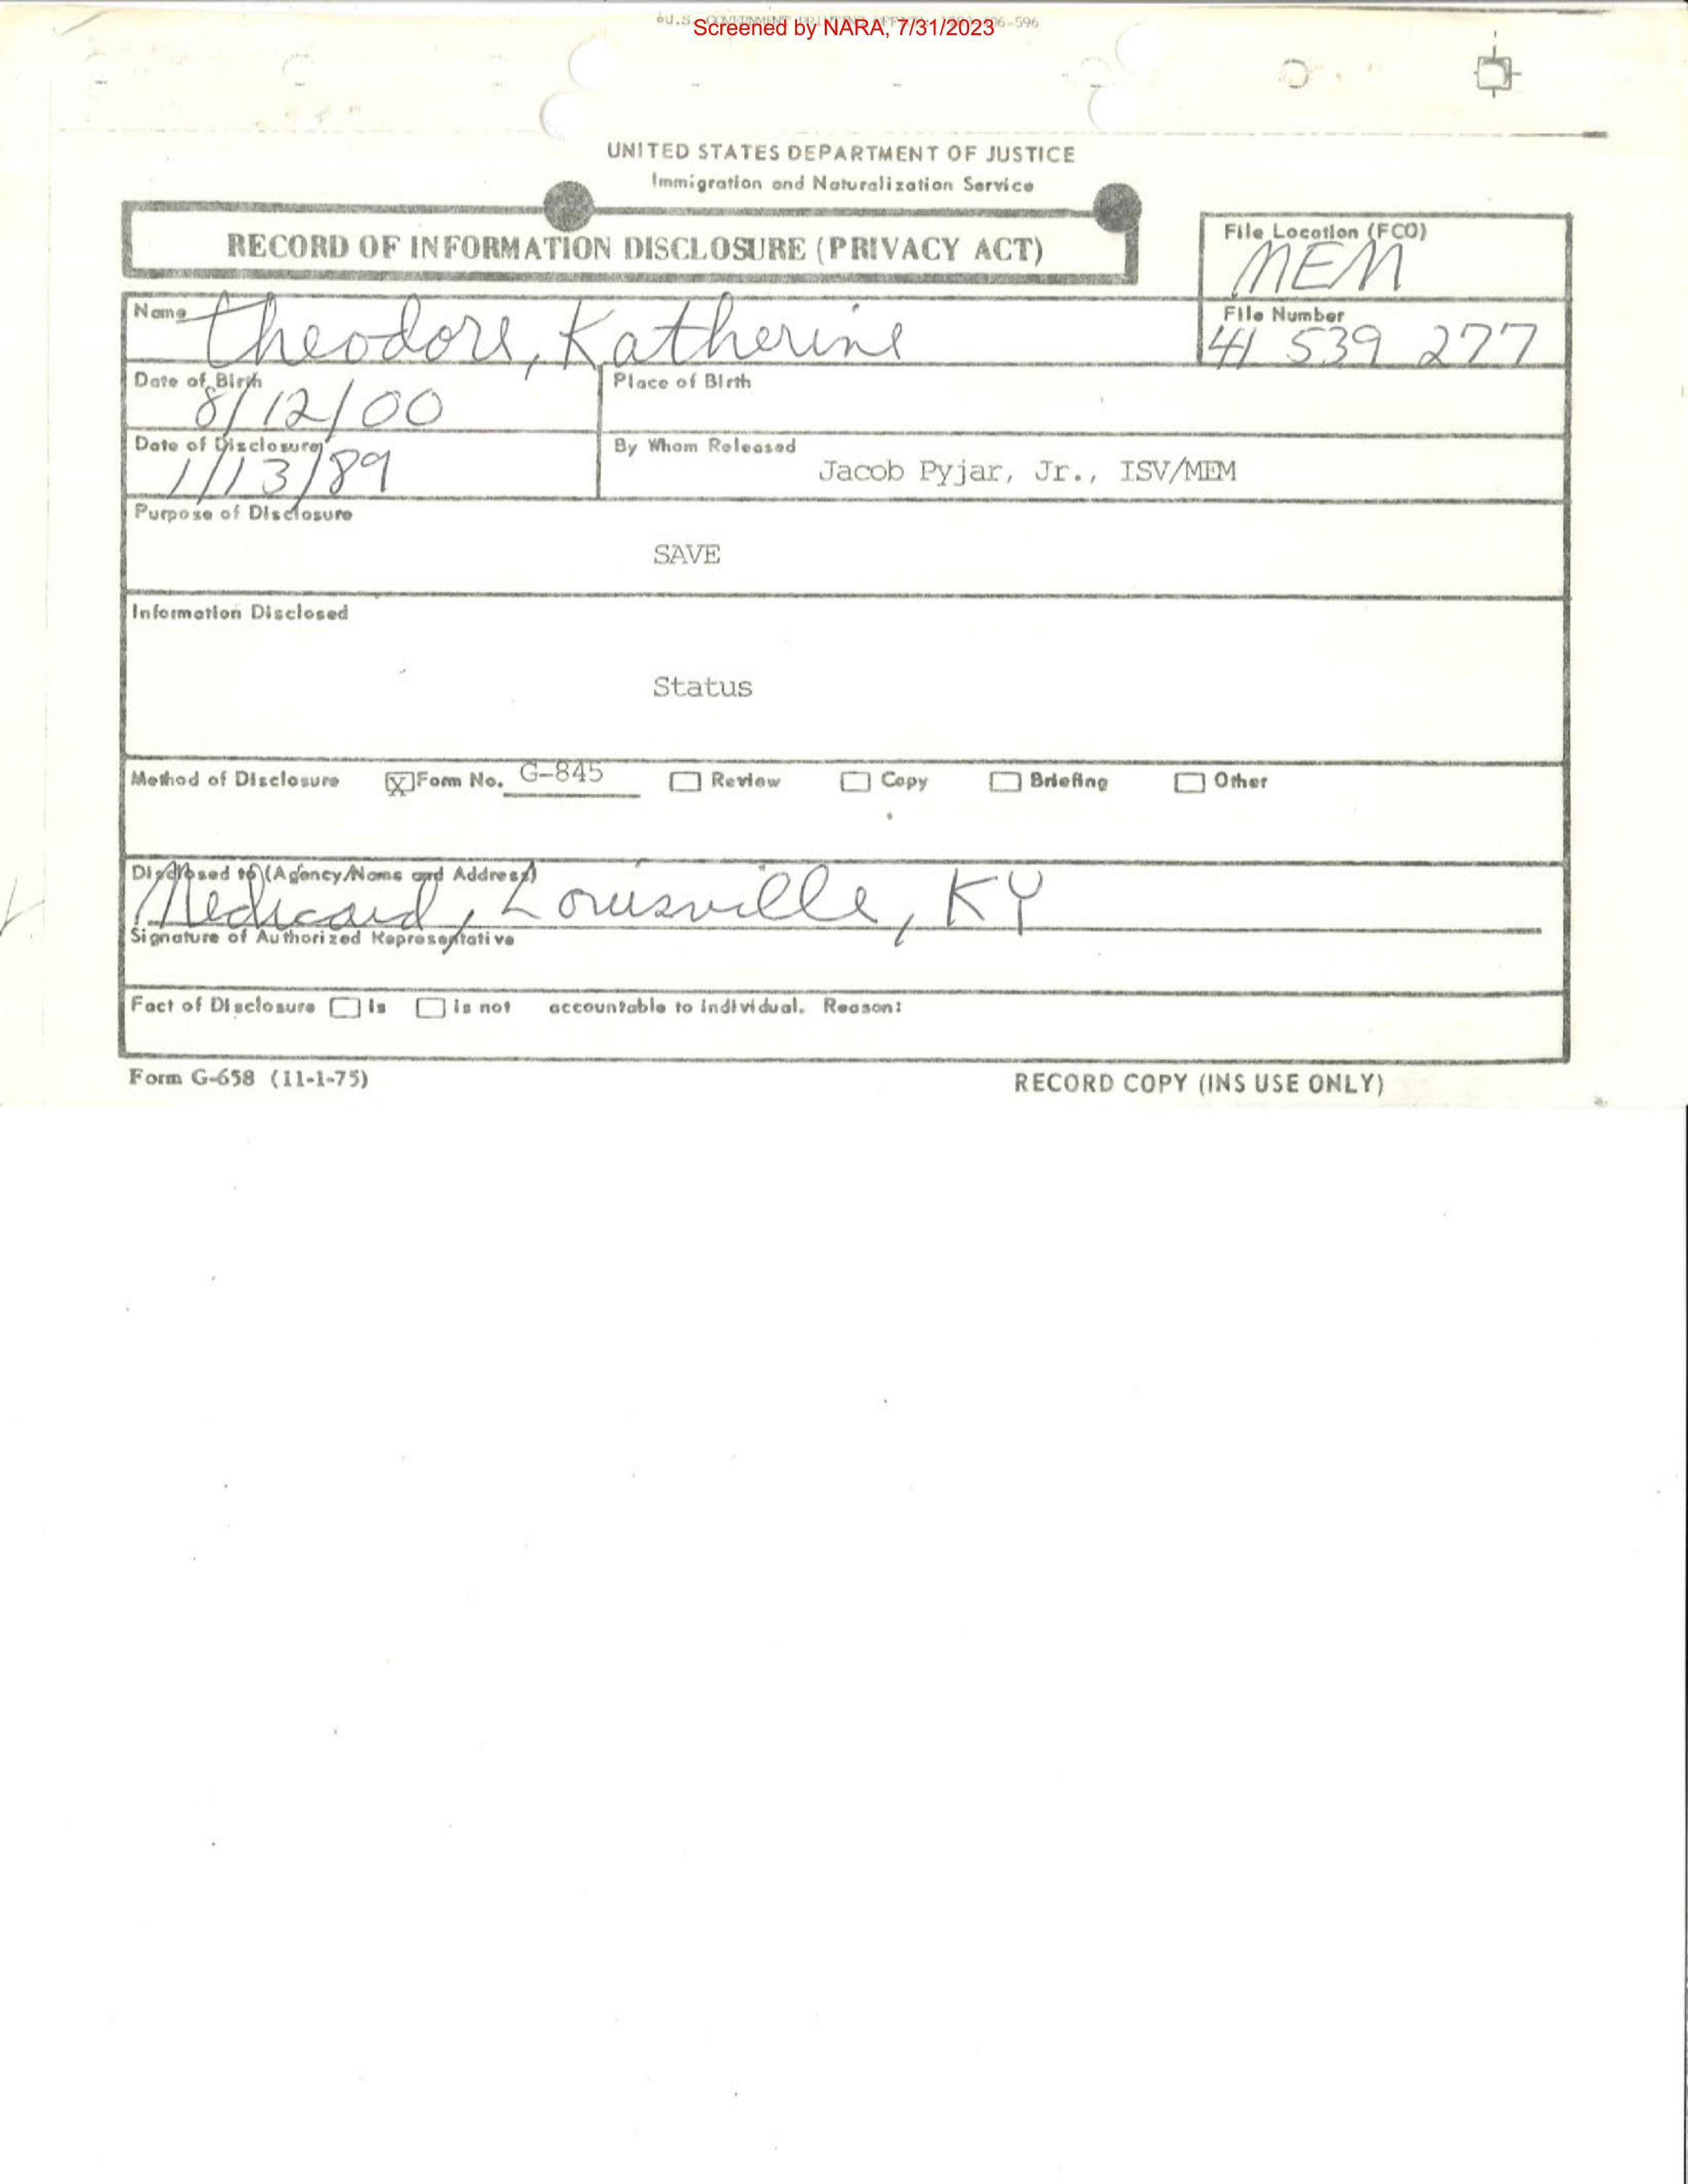 Screened by NARA, 7/31/2023
UNITED STATES DEPARTMENT OF JUSTICE
Immigration and Naturalization Service
RECORD OF INFORMATION DISCLOSURE (PRIVACY ACT)
File Location (FCO)
MEM
Name
Theodore, Katherine
File Number
41 539 277
Date of Birth
8/12/00
Place of Birth
Date of Disclosure
1/13/89
By Whom Released
Jacob Pyjar, Jr., ISV/MEM
Purpose of Disclosure
SAVE
Information Disclosed
Status
Method of Disclosure X Form No. G-845 Review Copy Briefing Other
Disclosed to (Agency/Name and Address)
Medicaid, Louisville, KY
Signature of Authorized Representative
Fact of Disclosure is is not accountable to individual. Reason:
Form G-658 (11-1-75)
RECORD COPY (INS USE ONLY)